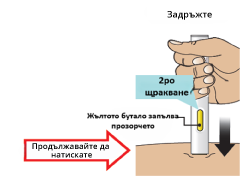 Задръжте
2ро
щракване
Жълтото бутало запълва
прозорчето
Продължавайте да
натискате